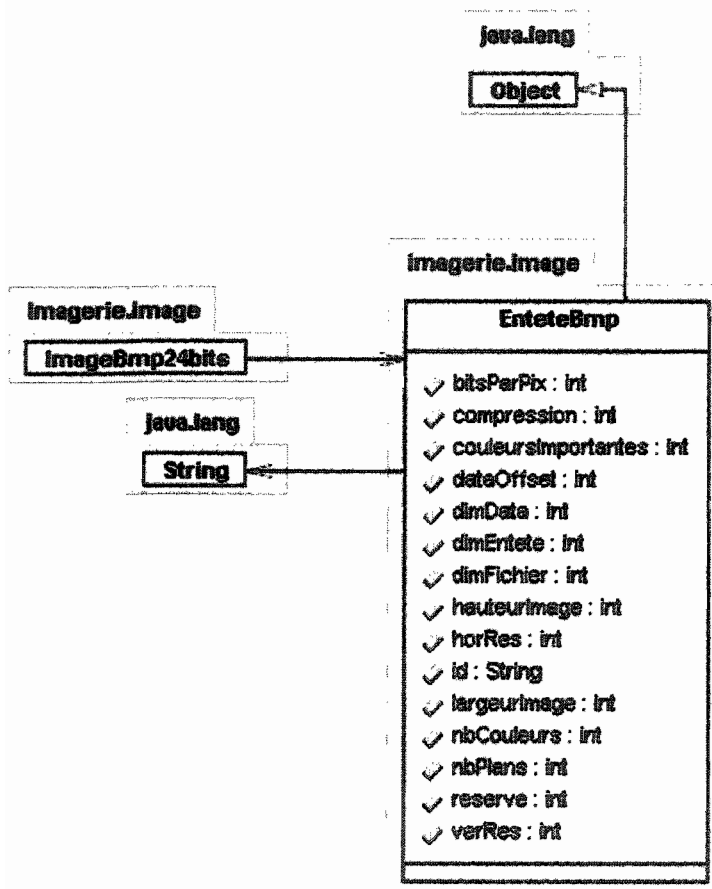 java.lang
Object
imagerie.image
EnteteBmp
imagerie.image
ImageBmp24bits
java.lang
String
bitsParPix : int
compression : int
couleursImportantes : int
dataOffset : int
dimData : int
dimEntete : int
dimFichier : int
hauteurImage : int
horRes : int
id : String
largeurImage : int
nbCouleurs : int
nbPlans : int
reserve : int
verRes : int